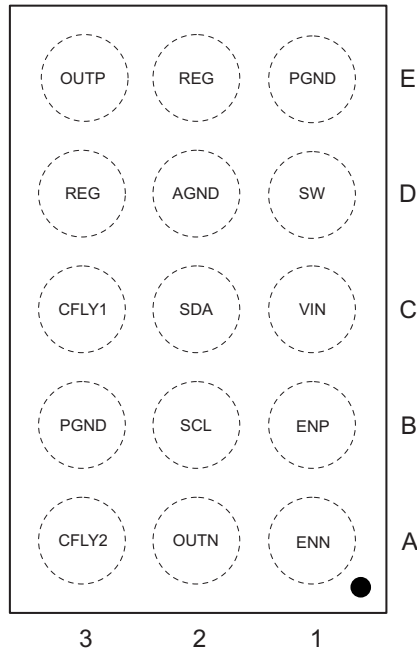 OUTP REG PGND E
REG AGND SW D
CFLY1 SDA VIN C
PGND SCL ENP B
CFLY2 OUTN ENN A
3 2 1